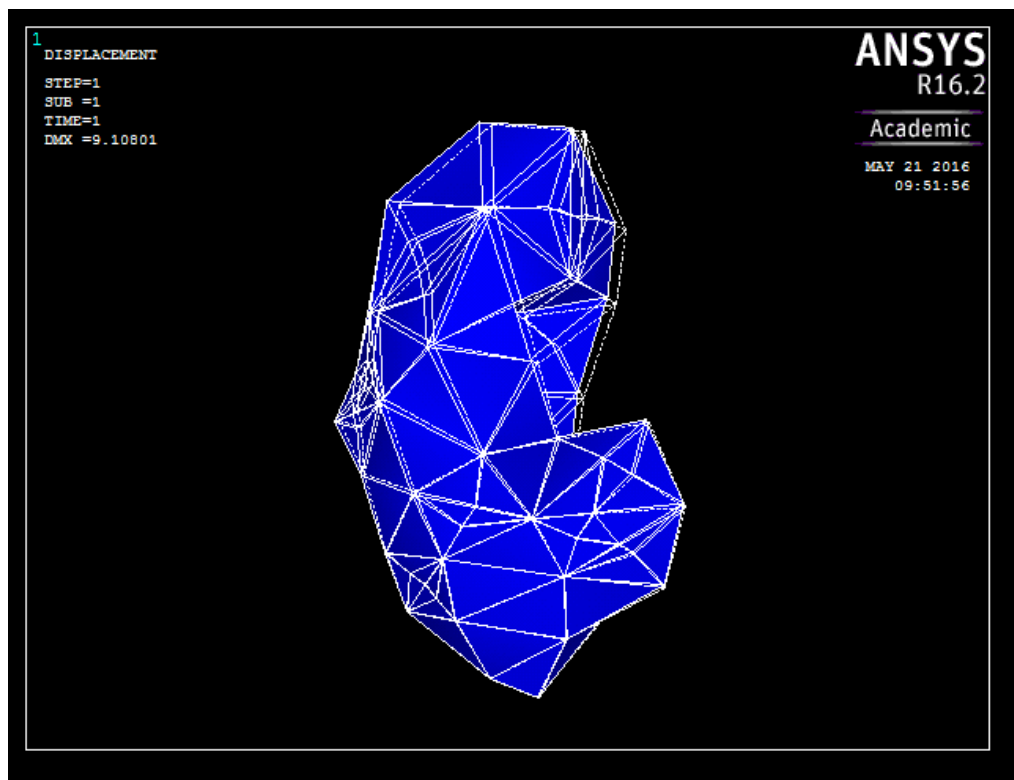 1
DISPLACEMENT
STEP=1
SUB =1
TIME=1
DMX =9.10801
ANSYS
R16.2
Academic
MAY 21 2016
09:51:56